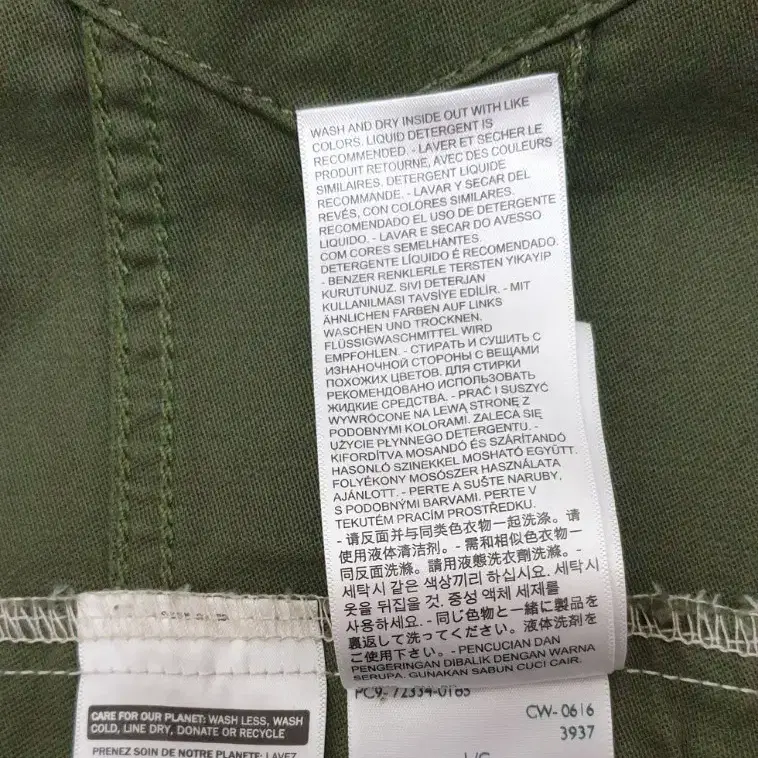 WASH AND DRY INSIDE OUT WITH LIKE
COLORS. LIQUID DETERGENT IS
RECOMMENDED. - LAVER ET SECHER LE
PRODUIT RETOURNE, AVEC DES COULEURS
SIMILAIRES. DETERGENT LIQUIDE
RECOMMANDE. - LAVAR Y SECAR DEL
REVÉS, CON COLORES SIMILARES.
RECOMENDADO EL USO DE DETERGENTE
LIQUIDO. - LAVAR E SECAR DO AVESSO
COM CORES SEMELHANTES.
DETERGENTE LÍQUIDO É RECOMENDADO.
- BENZER RENKLERLE TERSTEN YIKAYIP
KURUTUNUZ. SIVI DETERJAN
KULLANILMASI TAVSİYE EDİLİR. - MIT
ÄHNLICHEN FARBEN AUF LINKS
WASCHEN UND TROCKNEN.
FLÜSSIGWASCHMITTEL WIRD
EMPFOHLEN. - СТИРАТЬ И СУШИТЬ С
ИЗНАНОЧНОЙ СТОРОНЫ С ВЕЩАМИ
ПОХОЖИХ ЦВЕТОВ. ДЛЯ СТИРКИ
РЕКОМЕНДОВАНО ИСПОЛЬЗОВАТЬ
ЖИДКИЕ СРЕДСТВА. - PRAĆ I SUSZYĆ
WYWRÓCONE NA LEWĄ STRONĘ Z
PODOBNYMI KOLORAMI. ZALECA SIĘ
UŻYCIE PŁYNNEGO DETERGENTU. -
KIFORDÍTVA MOSANDÓ ÉS SZÁRÍTANDÓ
HASONLÓ SZINEKKEL MOSHATÓ EGYÜTT.
FOLYÉKONY MOSÓSZER HASZNÁLATA
AJÁNLOTT. - PERTE A SUŠTE NARUBY,
S PODOBNÝMI BARVAMI. PERTE V
TEKUTÉM PRACÍM PROSTŘEDKU.
- 请反面并与同类色衣物一起洗涤。请
使用液体清洁剂。- 需和相似色衣物一
同反面洗滌。請用液態洗衣劑洗滌。-
세탁시 같은 색상끼리 하십시요. 세탁시
옷을 뒤집을 것. 중성 액체 세제를
사용하세요. - 同じ色物と一緒に製品を
裏返して洗ってください。液体洗剤を
ご使用下さい。- PENCUCIAN DAN
PENGERINGAN DIBALIK DENGAN WARNA
SERUPA. GUNAKAN SABUN CUCI CAIR.
PC9- 72334-0165
CW- 0616
3937
CARE FOR OUR PLANET: WASH LESS, WASH
COLD, LINE DRY, DONATE OR RECYCLE
PRENEZ SOIN DE NOTRE PLANETE: LAVEZ